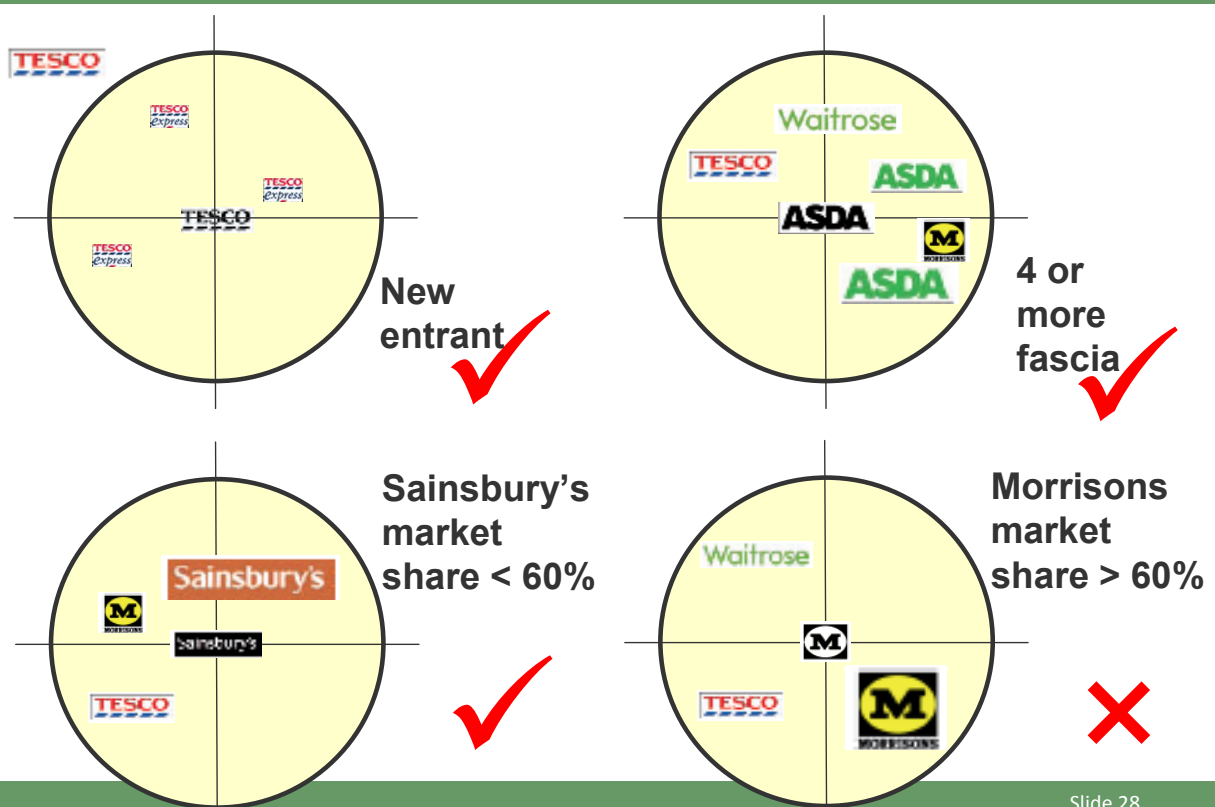 TESCO
TESCO
express
TESCO
express
TESCO
TESCO
express
New
entrant
Waitrose
TESCO
ASDA
ASDA
M
MORRISONS
ASDA
4 or
more
fascia
Sainsbury's
M
MORRISONS
Sainsbury's
TESCO
Sainsbury’s
market
share < 60%
Waitrose
M
TESCO
M
MORRISONS
Morrisons
market
share > 60%
Slide 28